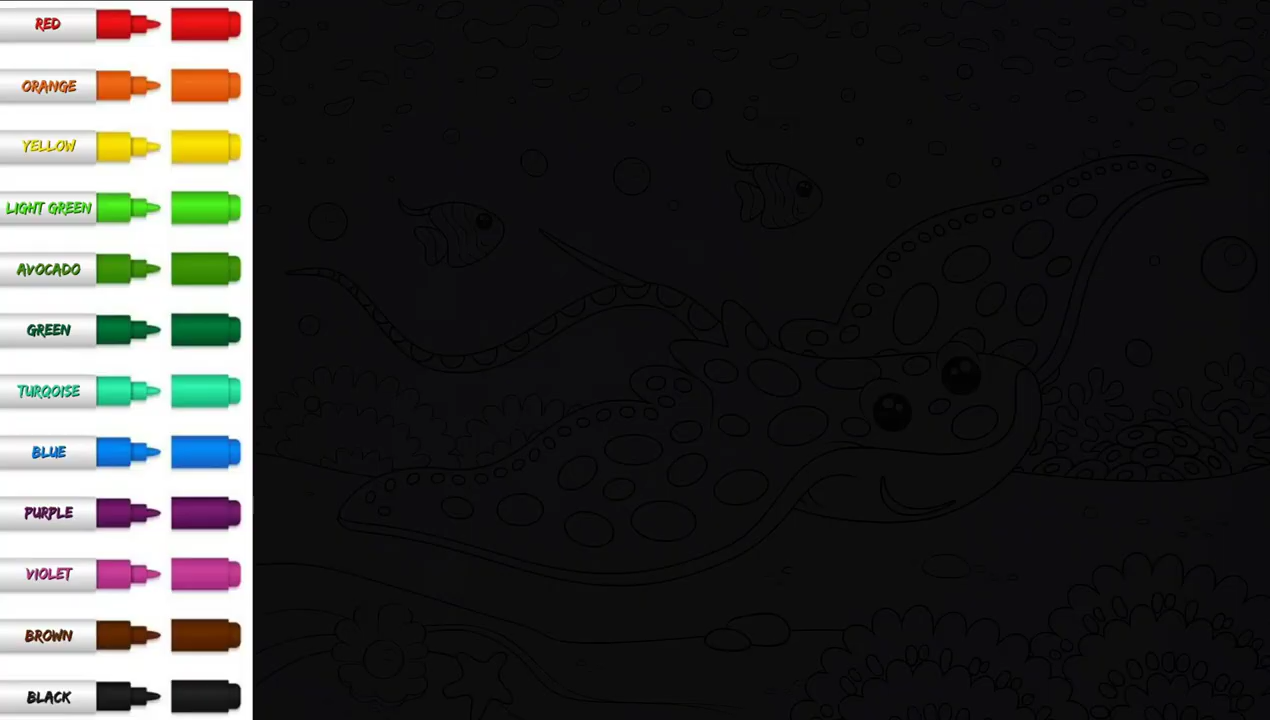 RED
ORANGE
YELLOW
LIGHT GREEN
AVOCADO
GREEN
TURQOISE
BLUE
PURPLE
VIOLET
BROWN
BLACK